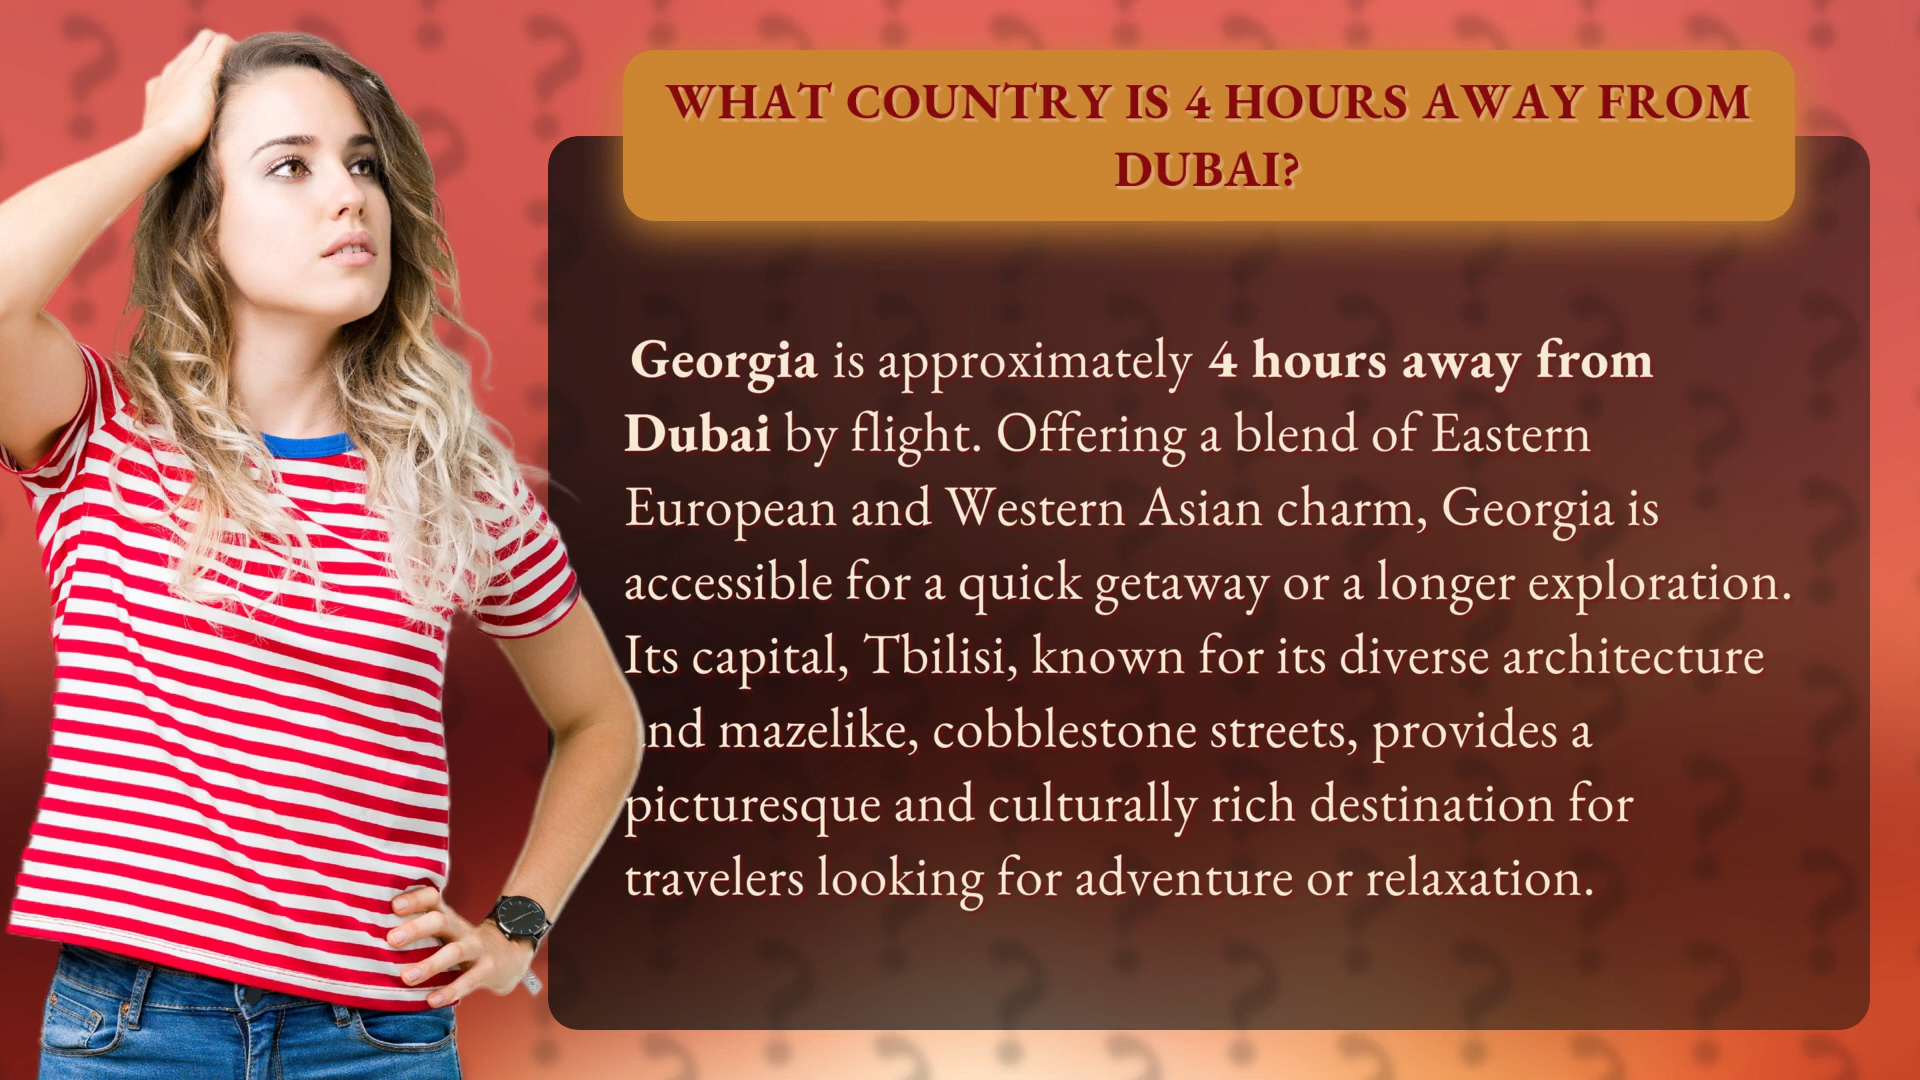 WHAT COUNTRY IS 4 HOURS AWAY FROM
DUBAI?
Georgia is approximately 4 hours away from
Dubai by flight. Offering a blend of Eastern
European and Western Asian charm, Georgia is
accessible for a quick getaway or a longer exploration.
Its capital, Tbilisi, known for its diverse architecture
and mazelike, cobblestone streets, provides a
picturesque and culturally rich destination for
travelers looking for adventure or relaxation.